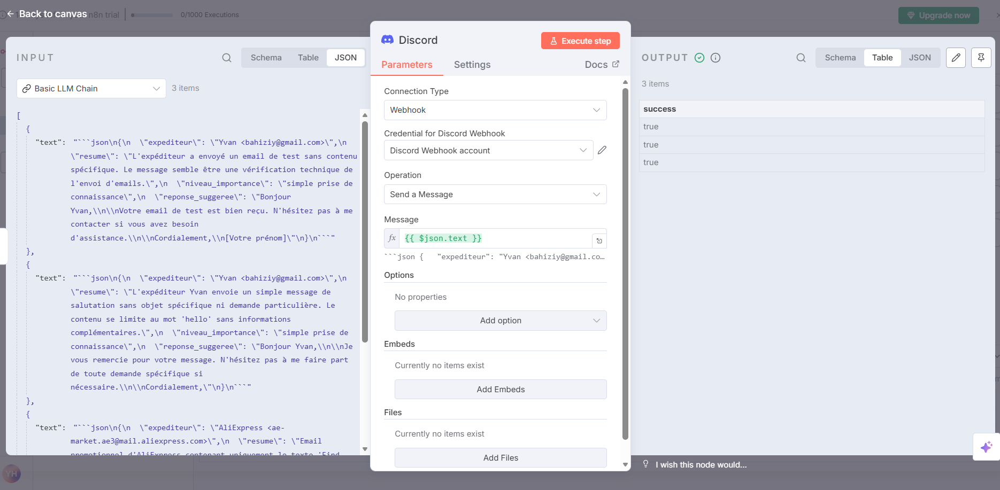 Back to canvas
n8n trial
0/1000 Executions
Upgrade now
INPUT
Schema
Table
JSON
Basic LLM Chain
3 items
[
{
"text": "```json\n{\n  \"expediteur\": \"Yvan <bahiziy@gmail.com>\",\n
\"resume\": \"L'expéditeur a envoyé un email de test sans contenu
spécifique. Le message semble être une vérification technique de
l'envoi d'emails.\",\n  \"niveau_importance\": \"simple prise de
connaissance\",\n  \"reponse_suggeree\": \"Bonjour
Yvan,\\n\\nVotre email de test est bien reçu. N'hésitez pas à me
contacter si vous avez besoin
d'assistance.\\n\\nCordialement,\\n[Votre prénom]\"\n}\n```"
},
{
"text": "```json\n{\n  \"expediteur\": \"Yvan <bahiziy@gmail.com>\",\n
\"resume\": \"L'expéditeur Yvan envoie un simple message de
salutation sans objet spécifique ni demande particulière. Le
contenu se limite au mot 'hello' sans informations
complémentaires.\",\n  \"niveau_importance\": \"simple prise de
connaissance\",\n  \"reponse_suggeree\": \"Bonjour Yvan,\\n\\nJe
vous remercie pour votre message. N'hésitez pas à me faire part
de toute demande spécifique si
nécessaire.\\n\\nCordialement,\"\n}\n```"
},
{
"text": "```json\n{\n  \"expediteur\": \"AliExpress <ae-
market.ae3@mail.aliexpress.com>\",\n  \"resume\": \"Email
promotionnel d'AliExpress contenant uniquement le texte 'Find
YH
Discord
Execute step
Parameters
Settings
Docs
Connection Type
Webhook
Credential for Discord Webhook
Discord Webhook account
Operation
Send a Message
Message
fx {{ $json.text }}
```json {   "expediteur": "Yvan <bahiziy@gmail.co…
Options
No properties
Add option
Embeds
Currently no items exist
Add Embeds
Files
Currently no items exist
Add Files
OUTPUT
Schema
Table
JSON
3 items
success
true
true
true
I wish this node would...